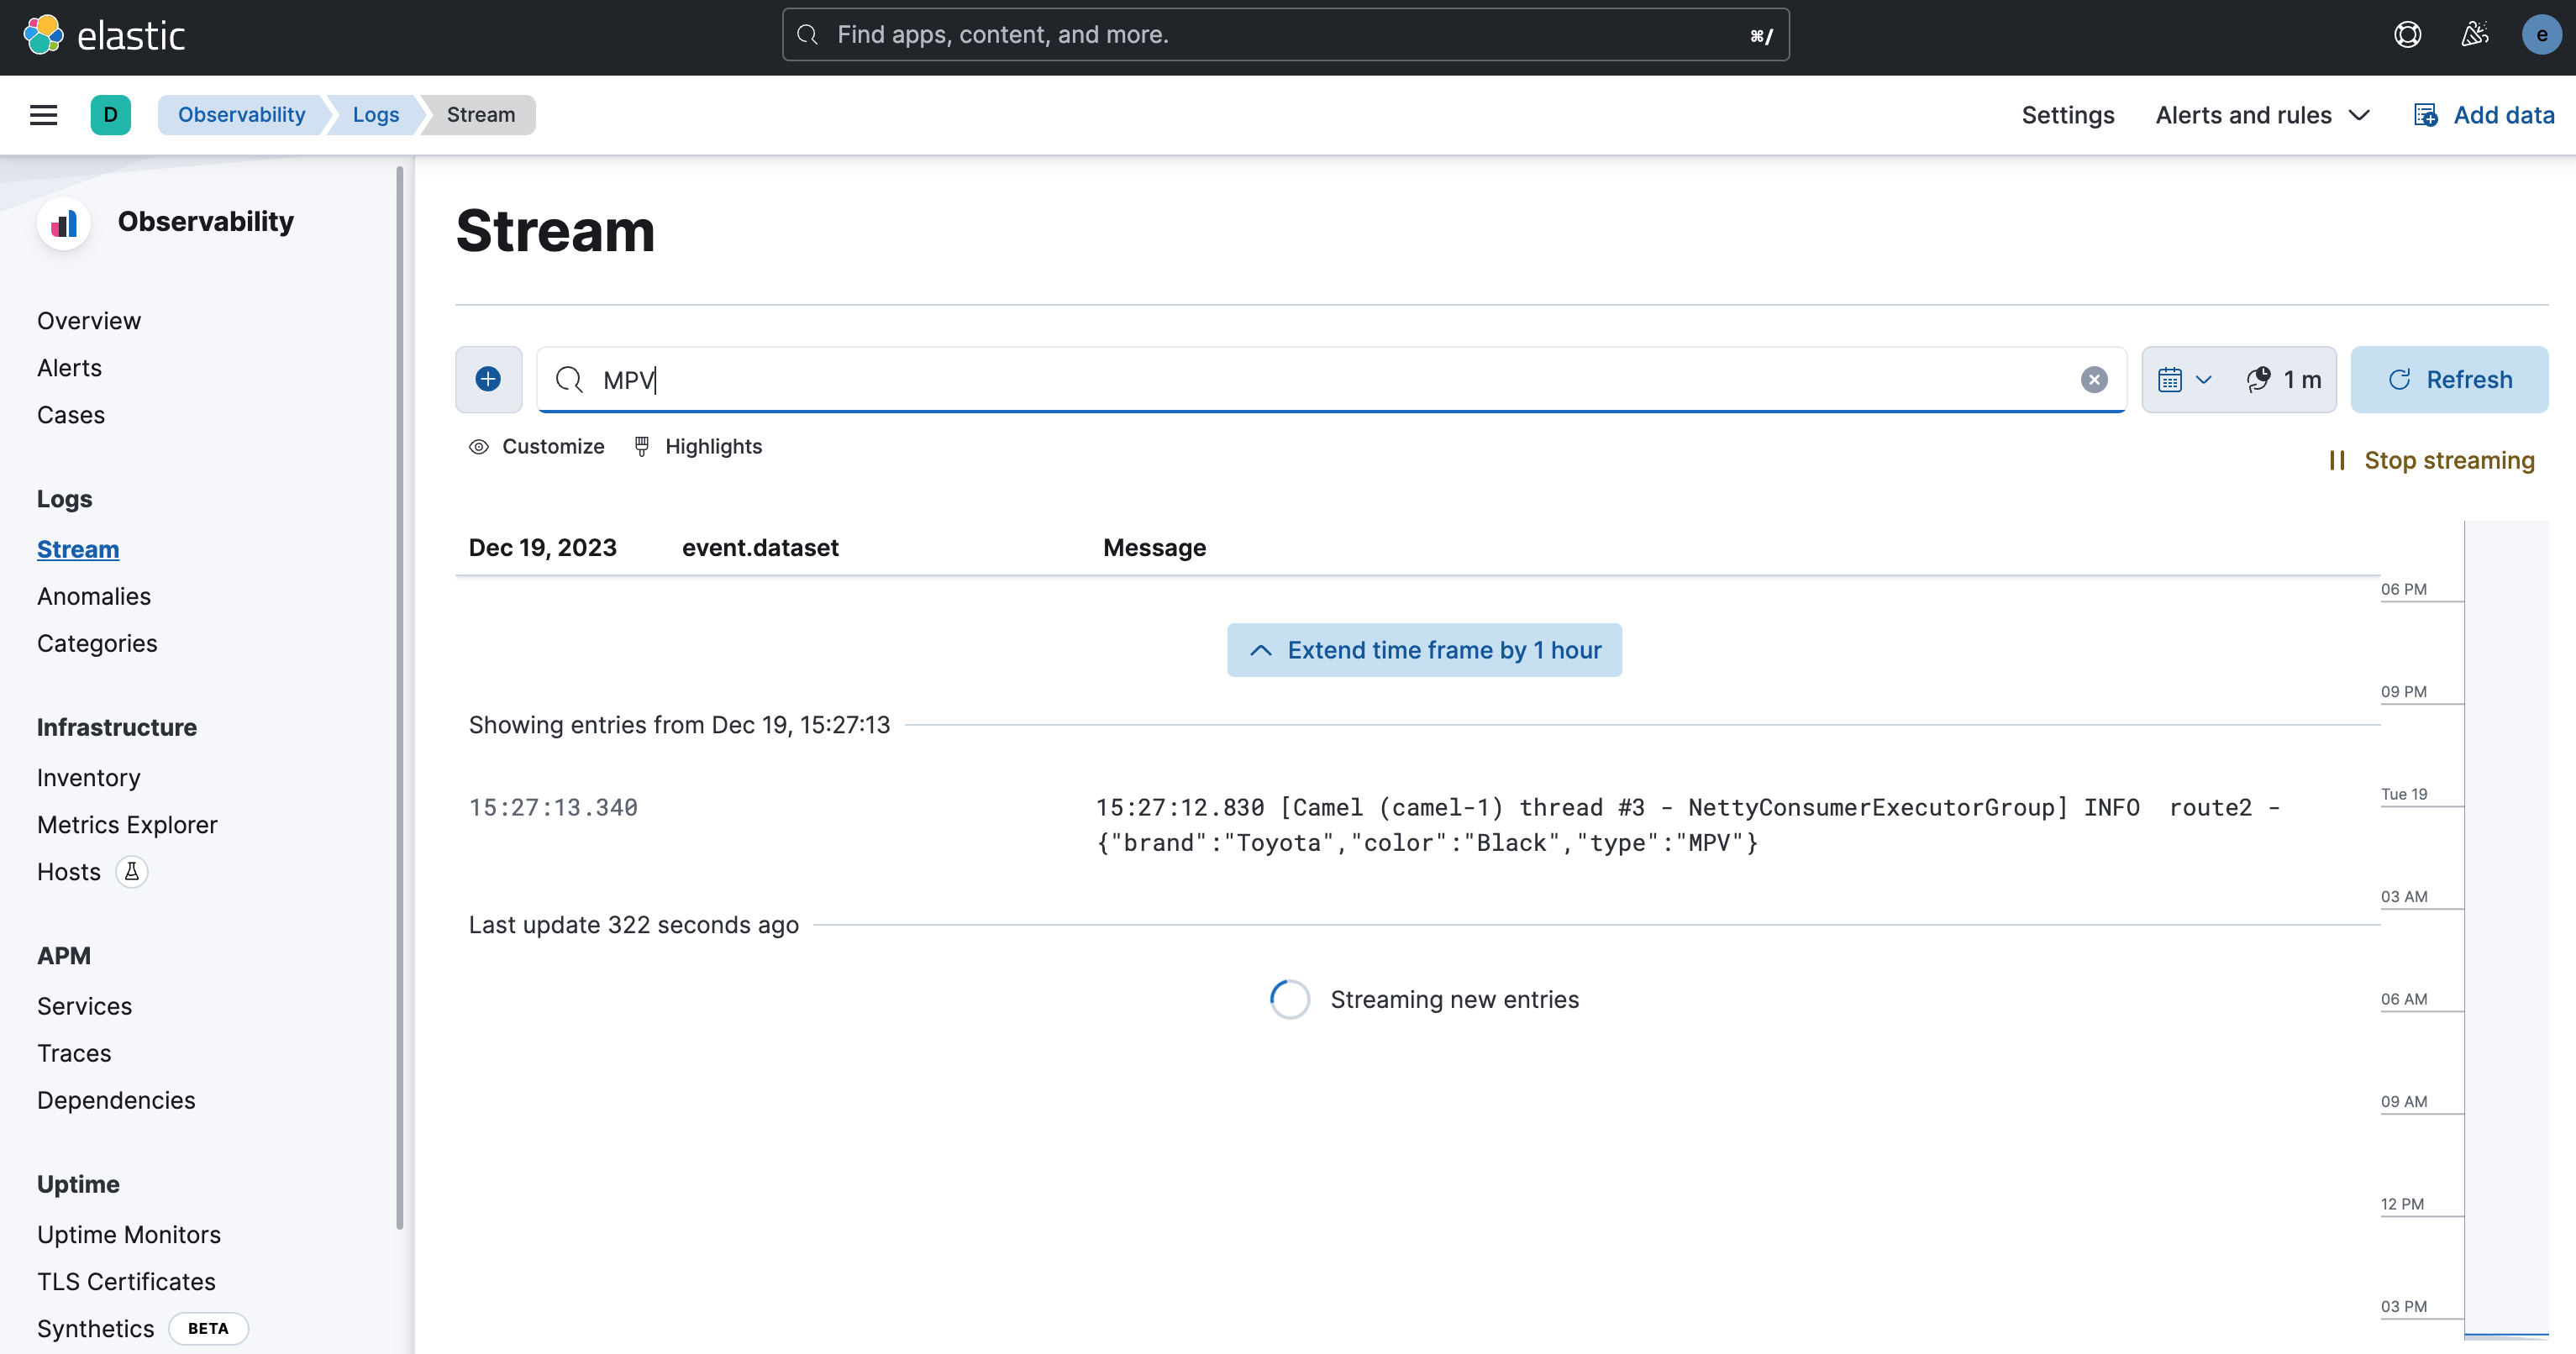 elastic
Find apps, content, and more.
⌘/
e
D
Observability
Logs
Stream
Settings
Alerts and rules
Add data
Observability
Overview
Alerts
Cases
Logs
Stream
Anomalies
Categories
Infrastructure
Inventory
Metrics Explorer
Hosts
APM
Services
Traces
Dependencies
Uptime
Uptime Monitors
TLS Certificates
Synthetics BETA
Stream
MPV
1 m
Refresh
Customize
Highlights
Stop streaming
Dec 19, 2023 event.dataset Message
Extend time frame by 1 hour
Showing entries from Dec 19, 15:27:13
15:27:13.340 15:27:12.830 [Camel (camel-1) thread #3 - NettyConsumerExecutorGroup] INFO  route2 -
{"brand":"Toyota","color":"Black","type":"MPV"}
Last update 322 seconds ago
Streaming new entries
06 PM
09 PM
Tue 19
03 AM
06 AM
09 AM
12 PM
03 PM